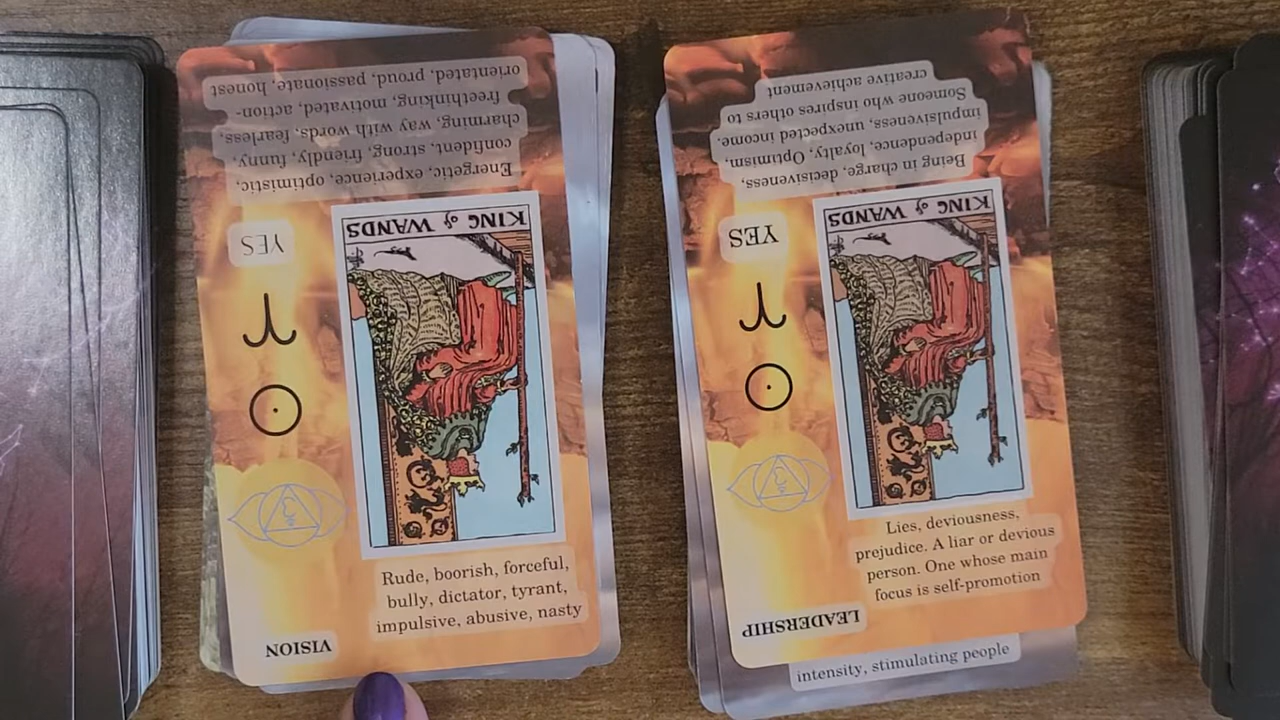 Energetic, experience, optimistic,
confident, strong, friendly, funny,
charming, way with words, fearless,
freethinking, motivated, action-
orientated, proud, passionate, honest
YES
KING of WANDS
Rude, boorish, forceful,
bully, dictator, tyrant,
impulsive, abusive, nasty
VISION
Being in charge, decisiveness,
independence, loyalty, Optimism,
impulsiveness, unexpected income.
Someone who inspires others to
creative achievement
YES
KING of WANDS
Lies, deviousness,
prejudice. A liar or devious
person. One whose main
focus is self-promotion
LEADERSHIP
intensity, stimulating people